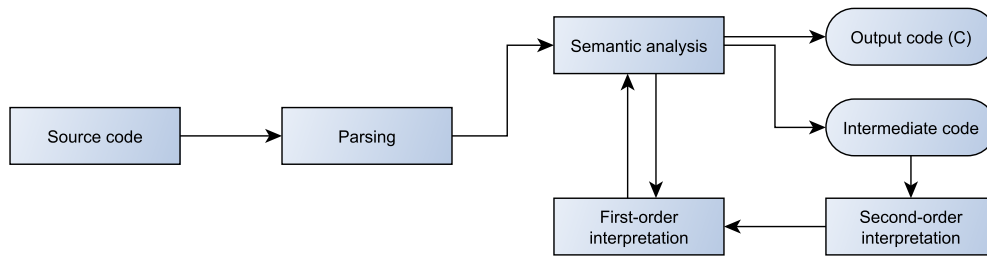 Source code
Parsing
Semantic analysis
Output code (C)
Intermediate code
First-order
interpretation
Second-order
interpretation